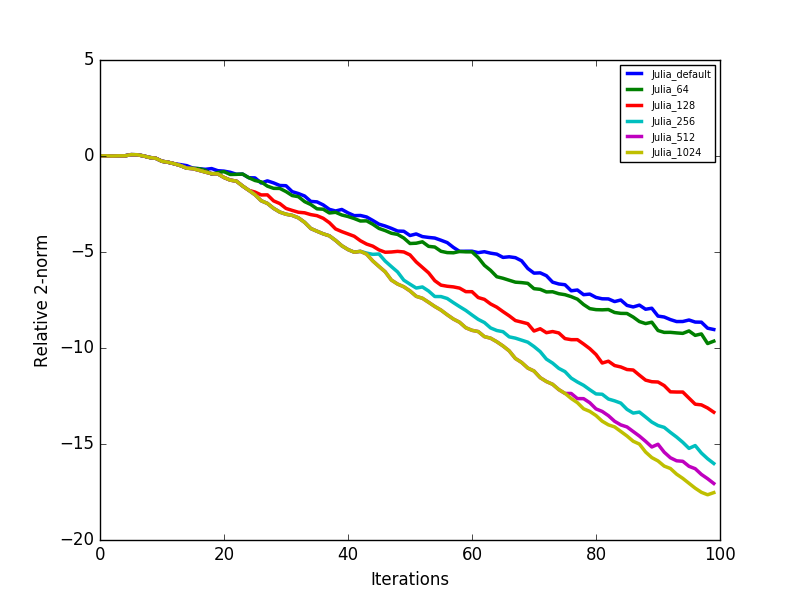 5
0
−5
−10
−15
−20
0 20 40 60 80 100
Relative 2-norm
Iterations
Julia_default
Julia_64
Julia_128
Julia_256
Julia_512
Julia_1024